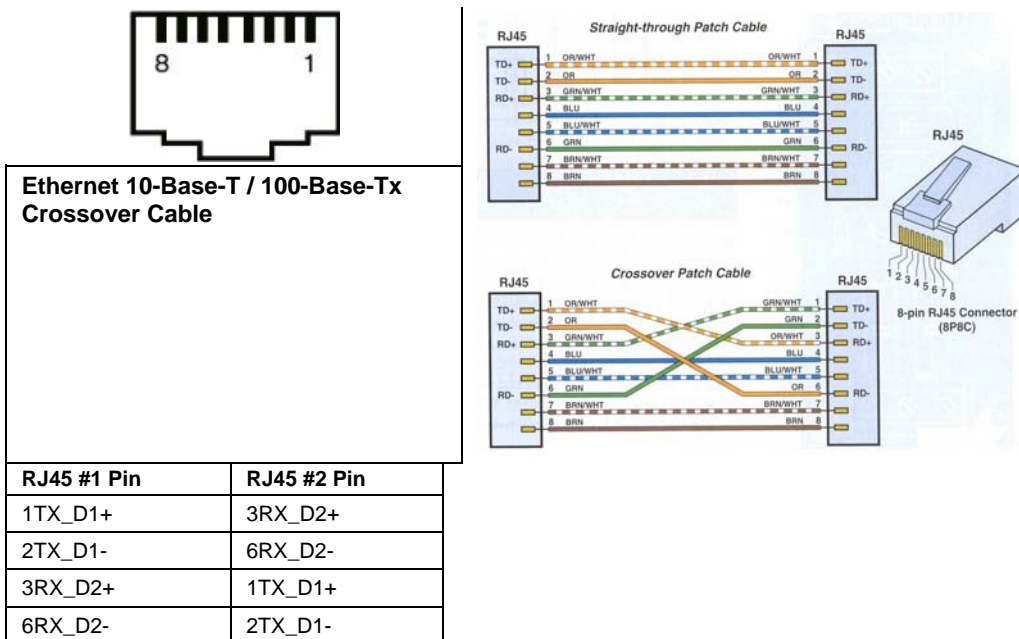 8 1
Ethernet 10-Base-T / 100-Base-Tx
Crossover Cable
RJ45 #1 Pin RJ45 #2 Pin
1TX_D1+ 3RX_D2+
2TX_D1- 6RX_D2-
3RX_D2+ 1TX_D1+
6RX_D2- 2TX_D1-
Straight-through Patch Cable
RJ45 RJ45
TD+ 1 OR/WHT OR/WHT 1 TD+
TD- 2 OR OR 2 TD-
RD+ 3 GRN/WHT GRN/WHT 3 RD+
4 BLU BLU 4
5 BLU/WHT BLU/WHT 5
RD- 6 GRN GRN 6 RD-
7 BRN/WHT BRN/WHT 7
8 BRN BRN 8
RJ45
1 2 3 4 5 6 7 8
8-pin RJ45 Connector
(8P8C)
Crossover Patch Cable
RJ45 RJ45
TD+ 1 OR/WHT GRN/WHT 1 TD+
TD- 2 OR GRN 2 TD-
RD+ 3 GRN/WHT OR/WHT 3 RD+
4 BLU BLU 4
5 BLU/WHT BLU/WHT 5
RD- 6 GRN OR 6 RD-
7 BRN/WHT BRN/WHT 7
8 BRN BRN 8